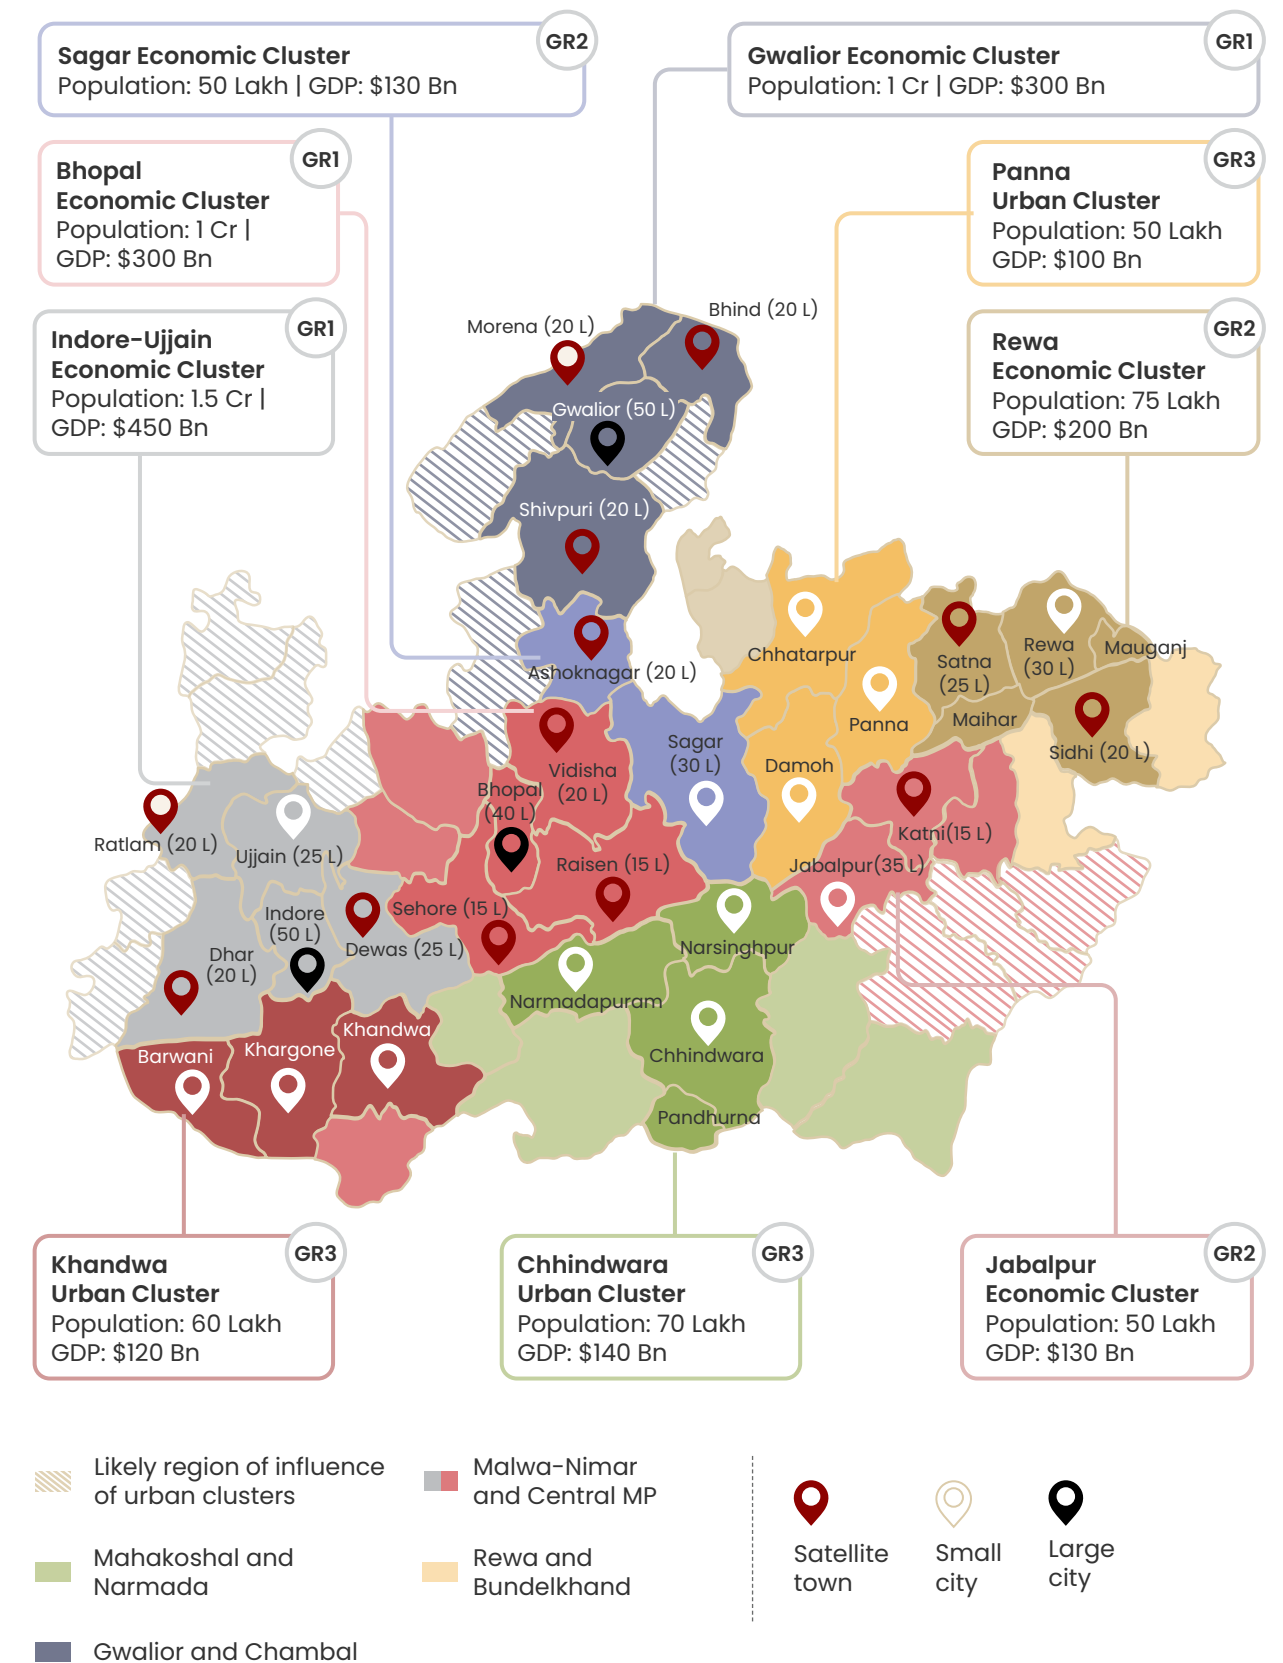 Sagar Economic Cluster
Population: 50 Lakh | GDP: $130 Bn
GR2
Gwalior Economic Cluster
Population: 1 Cr | GDP: $300 Bn
GR1
Bhopal
Economic Cluster
Population: 1 Cr |
GDP: $300 Bn
GR1
Panna
Urban Cluster
Population: 50 Lakh
GDP: $100 Bn
GR3
Indore-Ujjain
Economic Cluster
Population: 1.5 Cr |
GDP: $450 Bn
GR1
Rewa
Economic Cluster
Population: 75 Lakh
GDP: $200 Bn
GR2
Bhind (20 L)
Morena (20 L)
Gwalior (50 L)
Shivpuri (20 L)
Ashoknagar (20 L)
Chhatarpur
Panna
Damoh
Satna
(25 L)
Rewa
(30 L)
Mauganj
Maihar
Sidhi (20 L)
Sagar
(30 L)
Vidisha
(20 L)
Bhopal
(40 L)
Raisen (15 L)
Sehore (15 L)
Katni(15 L)
Jabalpur(35 L)
Ratlam (20 L)
Ujjain (25 L)
Indore
(50 L)
Dewas (25 L)
Dhar
(20 L)
Narsinghpur
Narmadapuram
Chhindwara
Pandhurna
Barwani
Khargone
Khandwa
Khandwa
Urban Cluster
Population: 60 Lakh
GDP: $120 Bn
GR3
Chhindwara
Urban Cluster
Population: 70 Lakh
GDP: $140 Bn
GR3
Jabalpur
Economic Cluster
Population: 50 Lakh
GDP: $130 Bn
GR2
Likely region of influence
of urban clusters
Malwa-Nimar
and Central MP
Mahakoshal and
Narmada
Rewa and
Bundelkhand
Gwalior and Chambal
Satellite
town
Small
city
Large
city